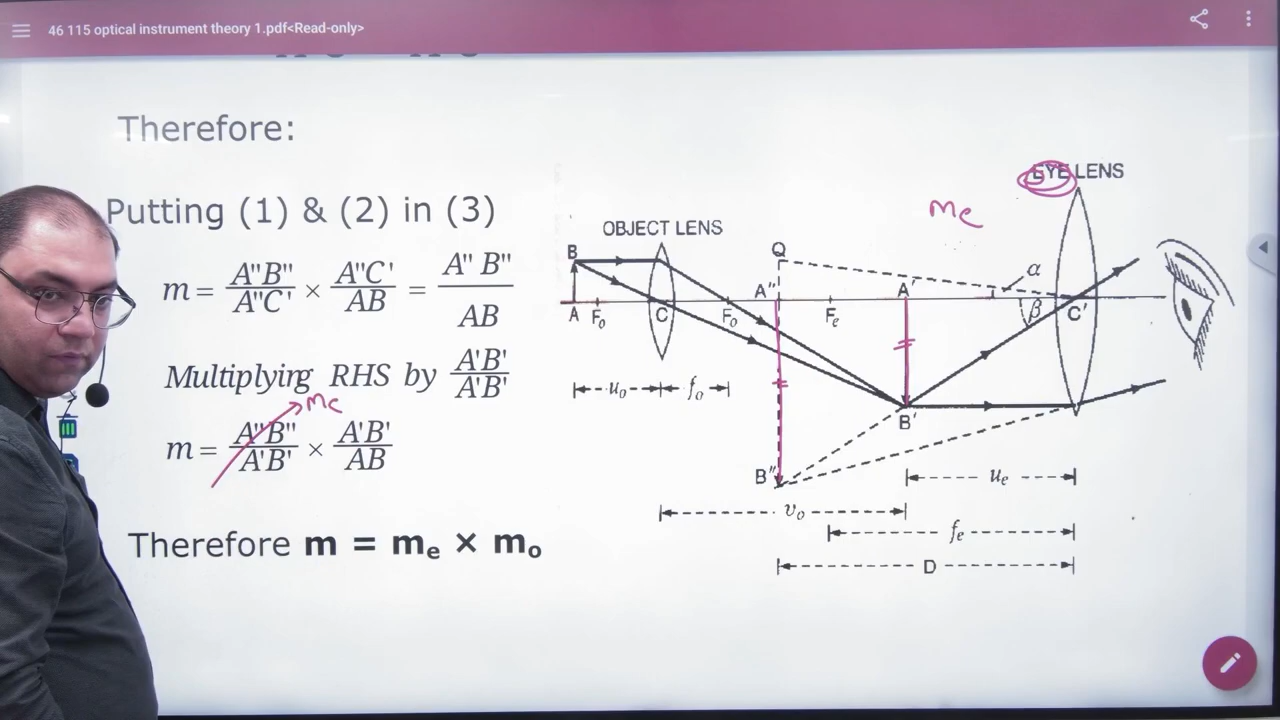 46 115 optical instrument theory 1.pdf<Read-only>
Therefore:
Putting (1) & (2) in (3)
m = A"B"/A"C' × A"C'/AB = A" B"/AB
Multiplying RHS by A'B'/A'B'
me
m = A"B"/A'B' × A'B'/AB
Therefore m = mₑ × mₒ
EYE LENS
me
OBJECT LENS
B
Q
α
A"
A'
A Fo C Fo Fe β C'
uo fo
B'
B" ue
vo
fe
D